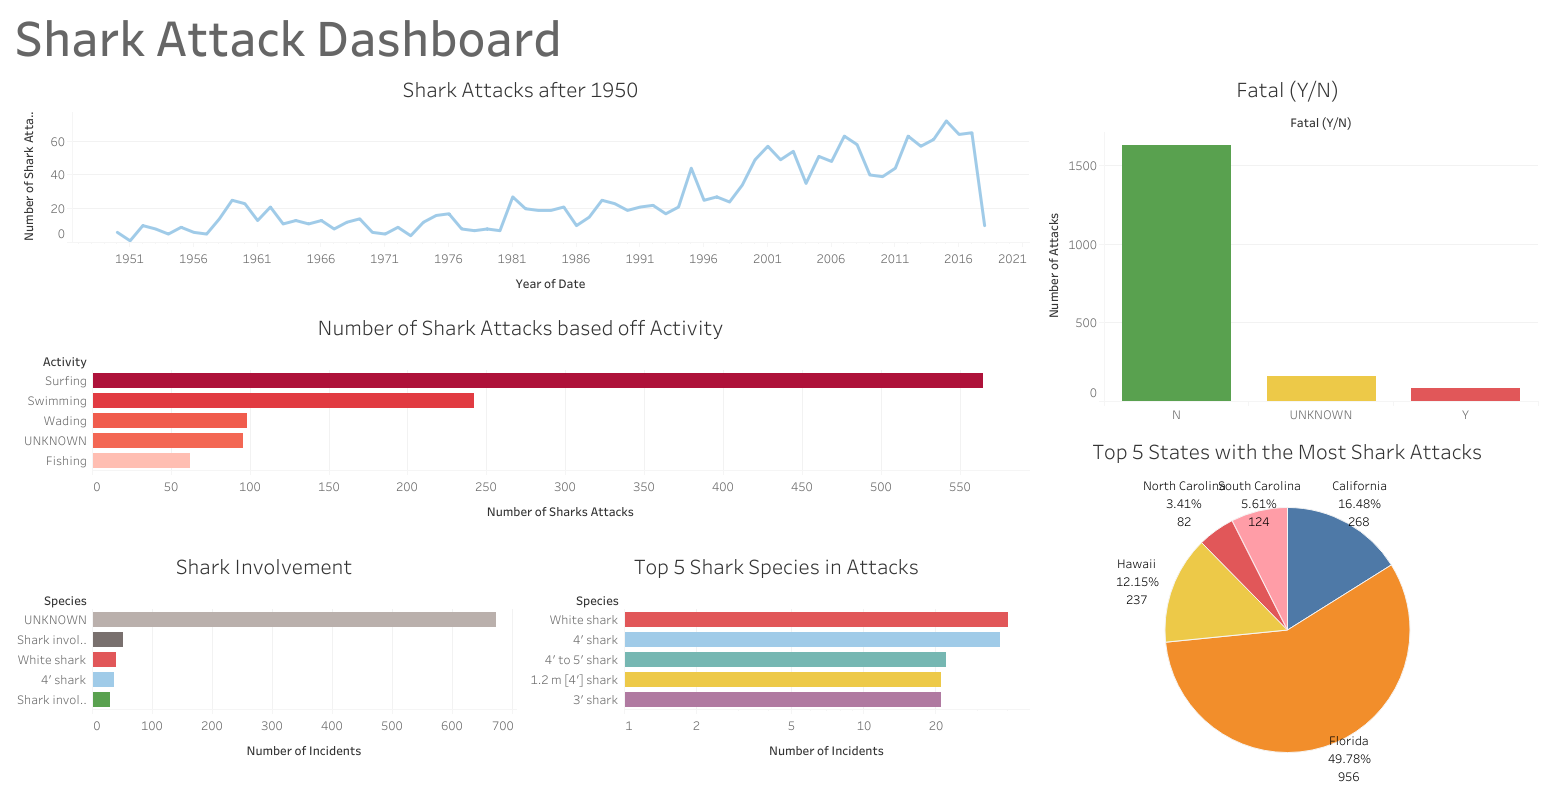 Shark Attack Dashboard
Shark Attacks after 1950
Number of Shark Atta..
60
40
20
0
1951 1956 1961 1966 1971 1976 1981 1986 1991 1996 2001 2006 2011 2016 2021
Year of Date
Number of Shark Attacks based off Activity
Activity
Surfing
Swimming
Wading
UNKNOWN
Fishing
0 50 100 150 200 250 300 350 400 450 500 550
Number of Sharks Attacks
Shark Involvement
Species
UNKNOWN
Shark invol..
White shark
4' shark
Shark invol..
0 100 200 300 400 500 600 700
Number of Incidents
Top 5 Shark Species in Attacks
Species
White shark
4' shark
4' to 5' shark
1.2 m [4'] shark
3' shark
1 2 5 10 20
Number of Incidents
Fatal (Y/N)
Fatal (Y/N)
Number of Attacks
1500
1000
500
0
N UNKNOWN Y
Top 5 States with the Most Shark Attacks
North Carolina
3.41%
82
South Carolina
5.61%
124
California
16.48%
268
Hawaii
12.15%
237
Florida
49.78%
956